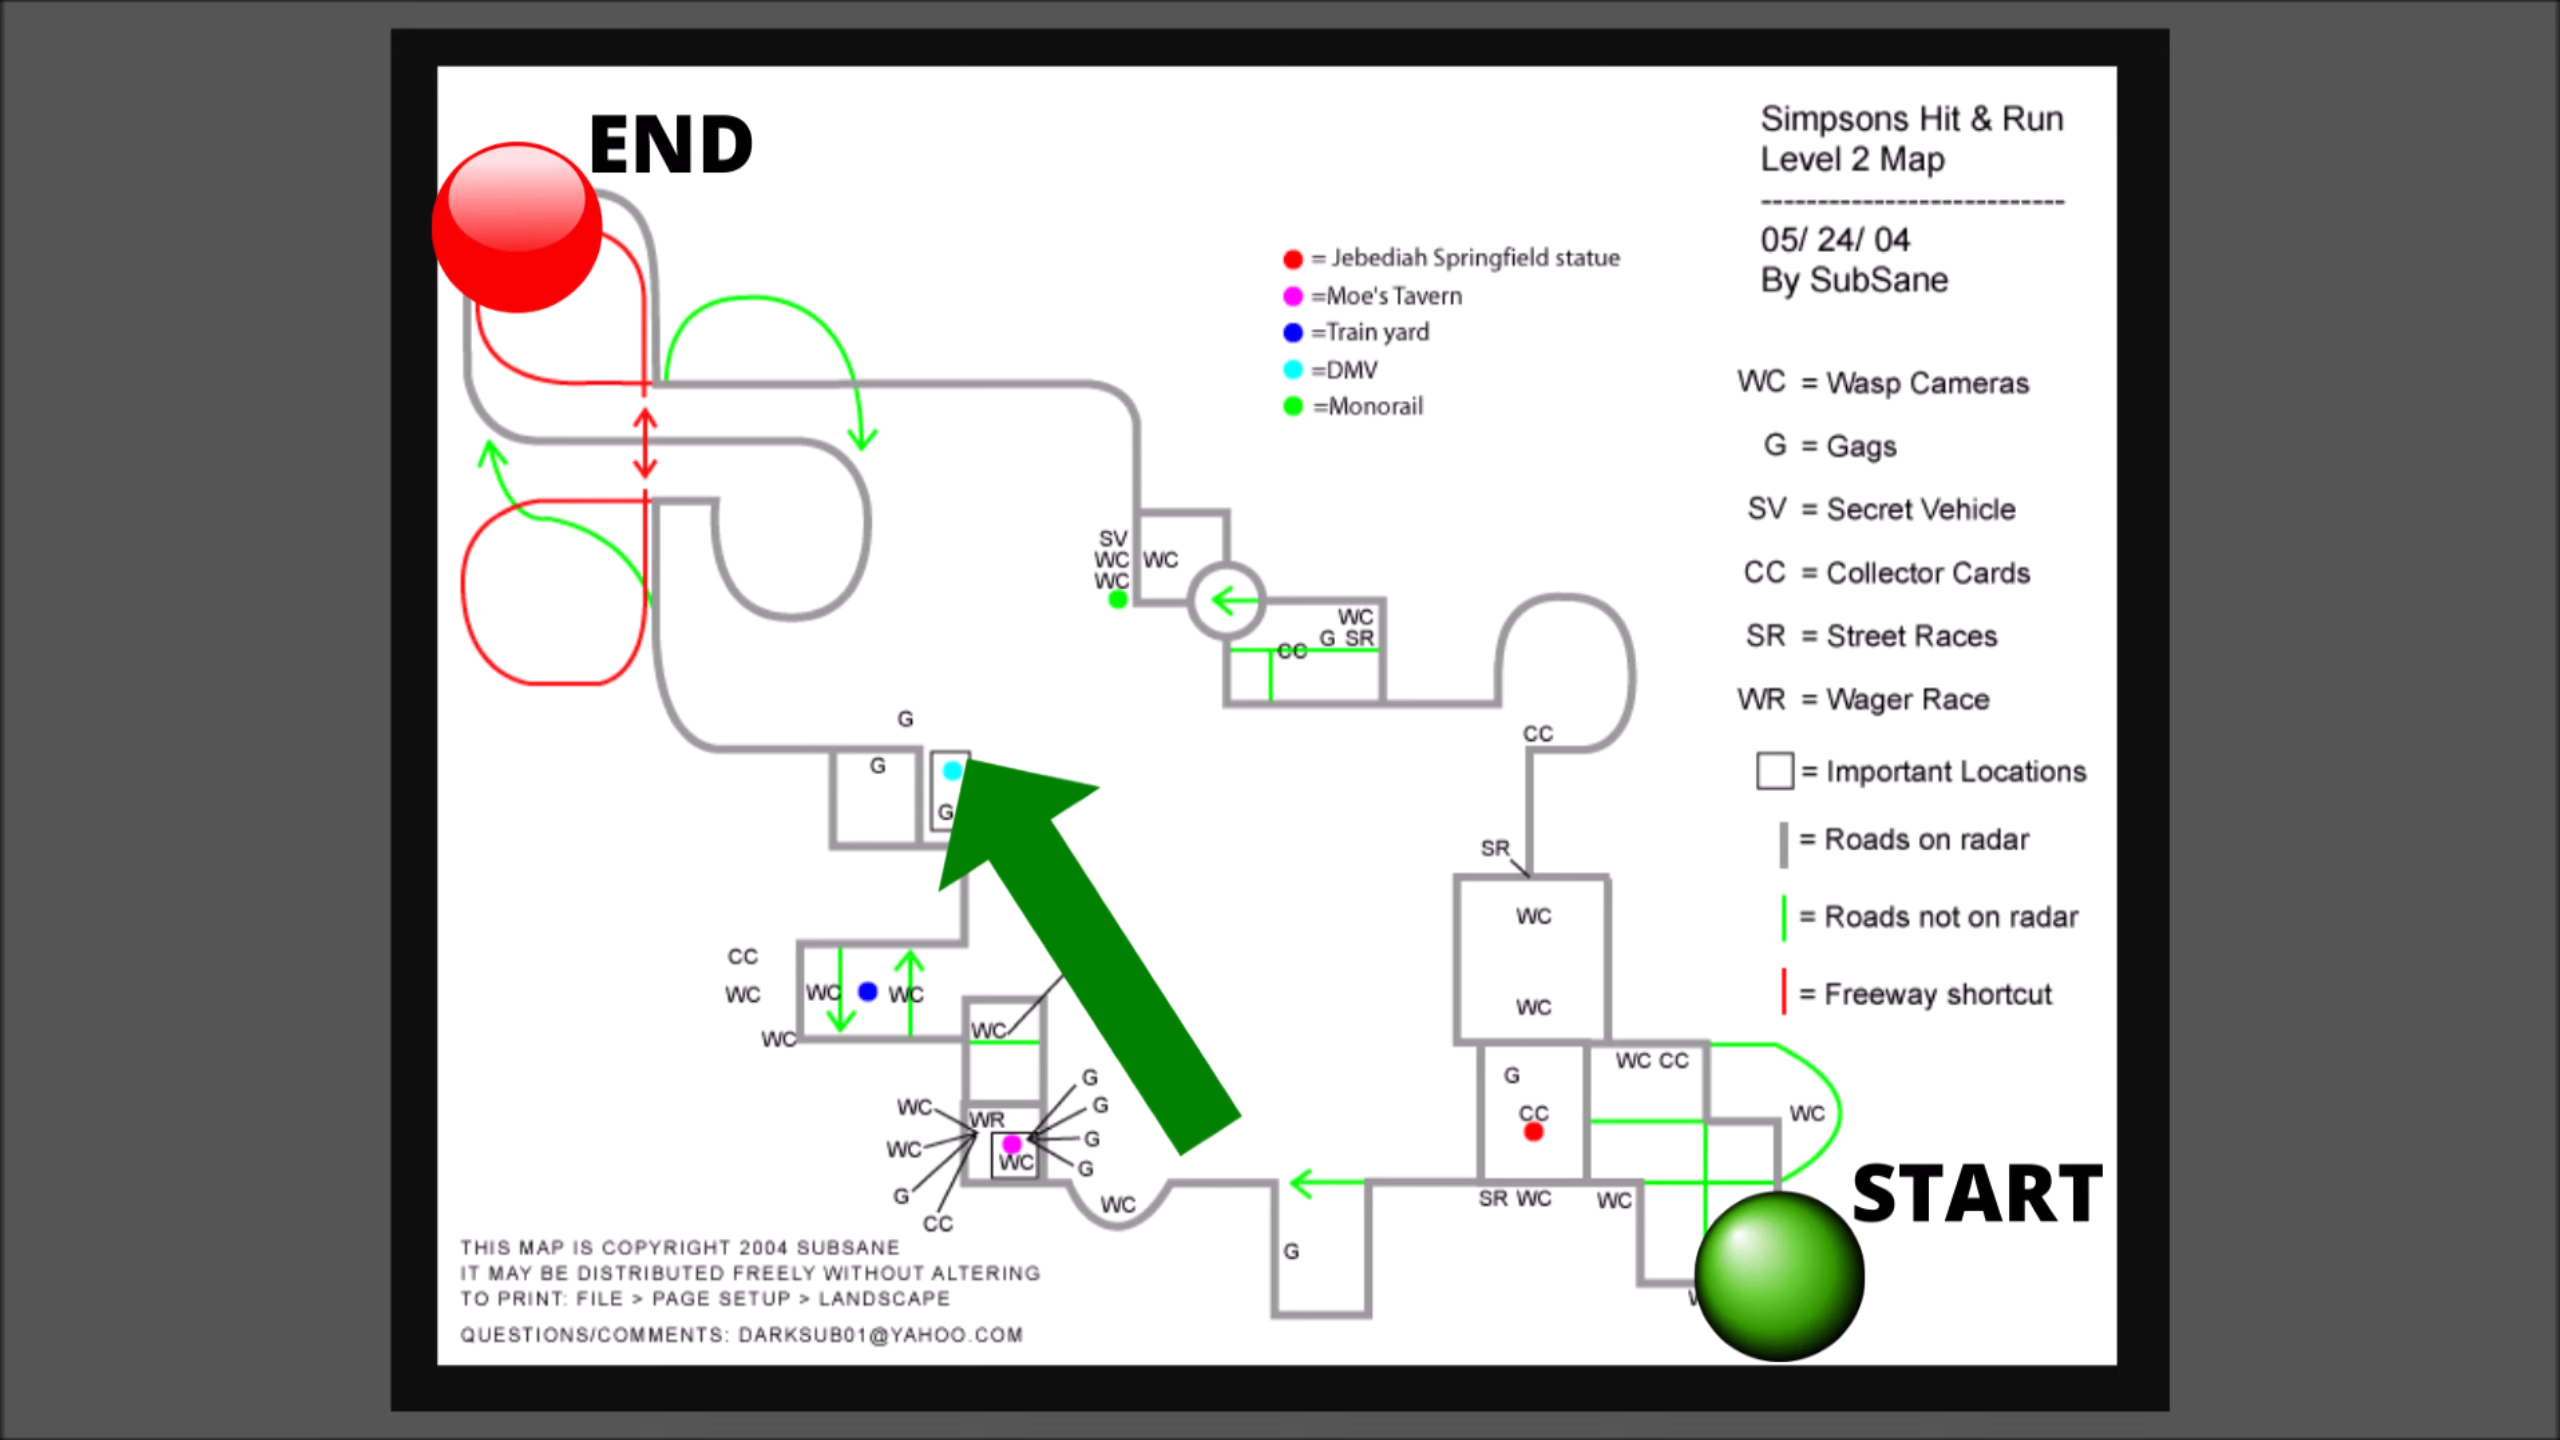 END
Simpsons Hit & Run
Level 2 Map
---------------------------
05/ 24/ 04
By SubSane
= Jebediah Springfield statue
=Moe's Tavern
=Train yard
=DMV
=Monorail
WC = Wasp Cameras
G = Gags
SV = Secret Vehicle
CC = Collector Cards
SR = Street Races
WR = Wager Race
= Important Locations
= Roads on radar
= Roads not on radar
= Freeway shortcut
SV
WC WC
WC
WC
G SR
CC
G
G
G
CC
SR
WC
WC
CC
WC
WC
WC
WC
WC
G
CC
WC CC
WC
WC
WR
WC
WC
G
CC
G
G
G
G
WC
WC
G
SR WC
WC
START
THIS MAP IS COPYRIGHT 2004 SUBSANE
IT MAY BE DISTRIBUTED FREELY WITHOUT ALTERING
TO PRINT: FILE > PAGE SETUP > LANDSCAPE
QUESTIONS/COMMENTS: DARKSUB01@YAHOO.COM